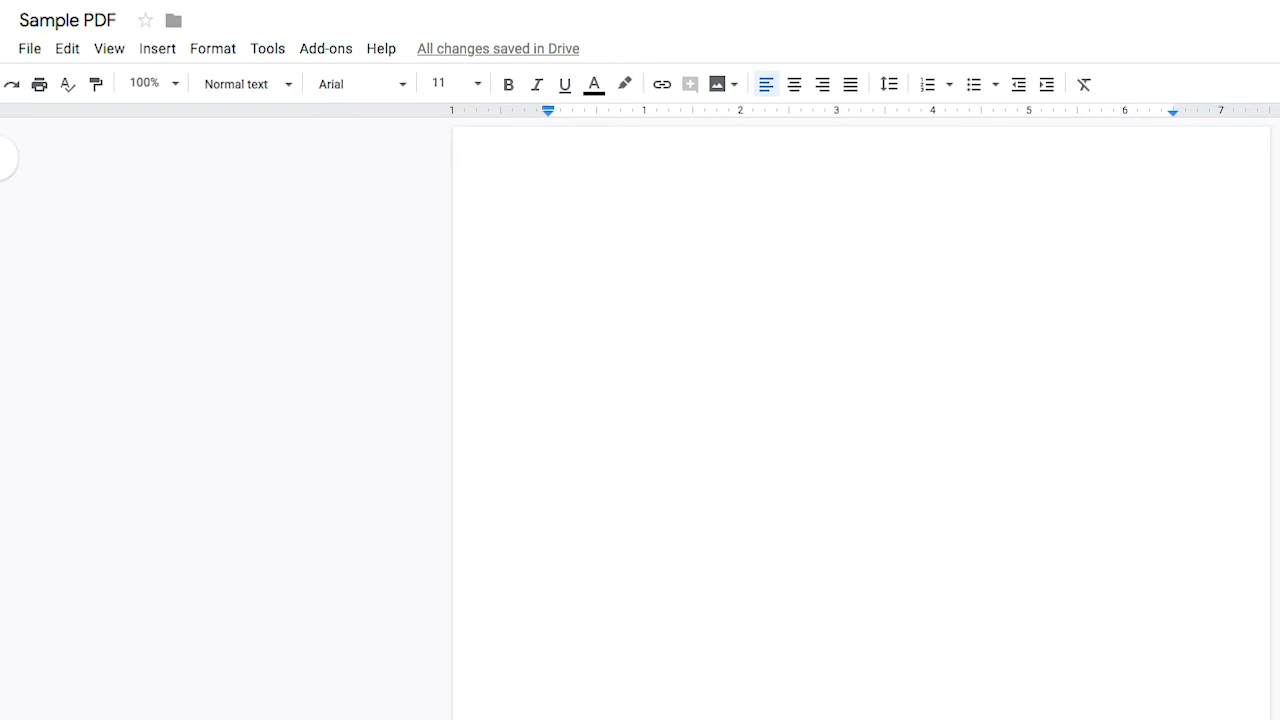 Sample PDF
File Edit View Insert Format Tools Add-ons Help All changes saved in Drive
100% Normal text Arial 11 B I U A
1 1 2 3 4 5 6 7